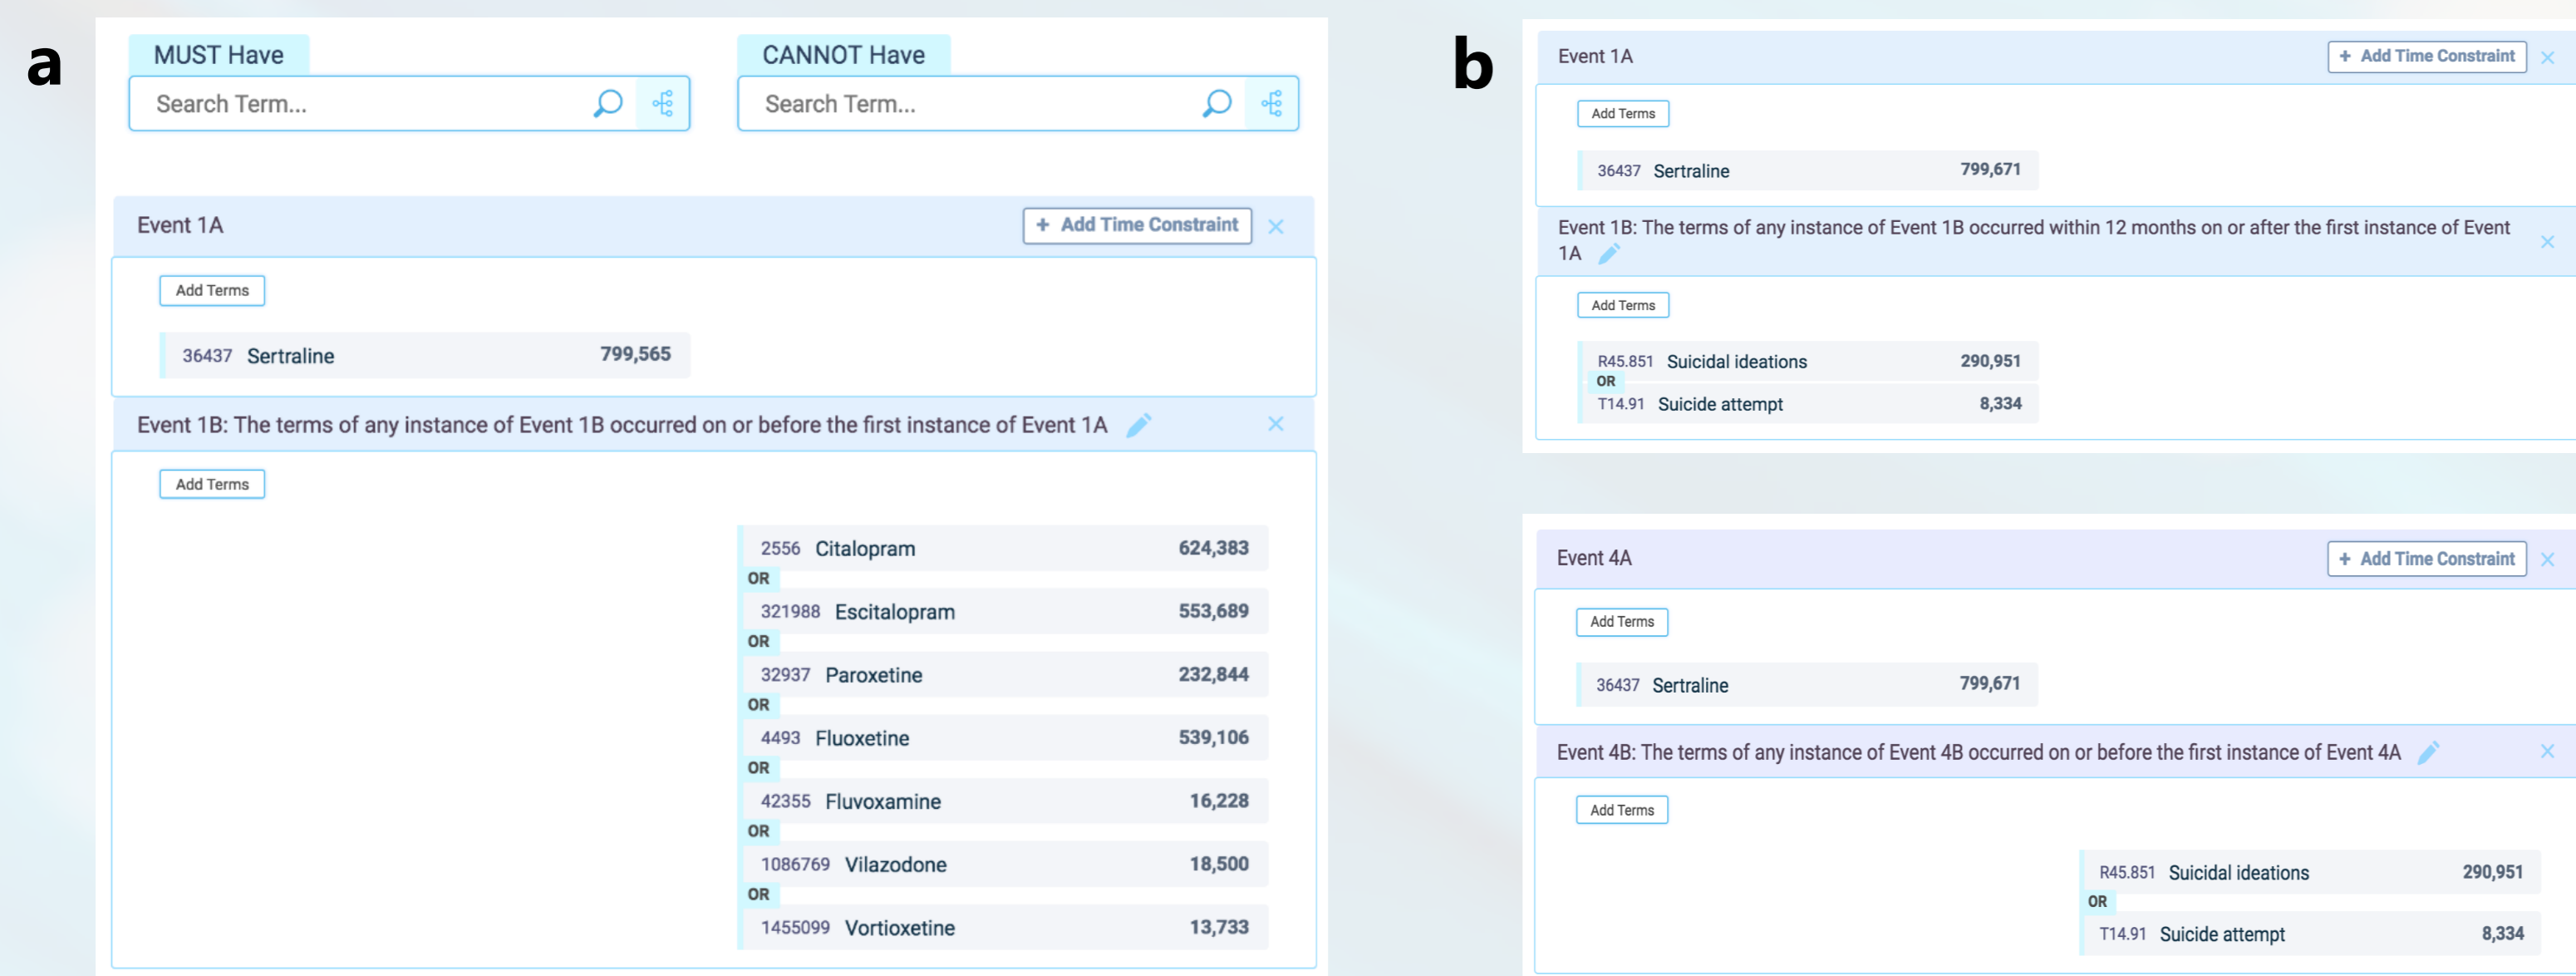 a
MUST Have
CANNOT Have
Search Term...
Search Term...
Event 1A
+ Add Time Constraint ×
Add Terms
36437 Sertraline 799,565
Event 1B: The terms of any instance of Event 1B occurred on or before the first instance of Event 1A ×
Add Terms
2556 Citalopram 624,383
OR
321988 Escitalopram 553,689
OR
32937 Paroxetine 232,844
OR
4493 Fluoxetine 539,106
OR
42355 Fluvoxamine 16,228
OR
1086769 Vilazodone 18,500
OR
1455099 Vortioxetine 13,733
b
Event 1A
+ Add Time Constraint ×
Add Terms
36437 Sertraline 799,671
Event 1B: The terms of any instance of Event 1B occurred within 12 months on or after the first instance of Event
1A ×
Add Terms
R45.851 Suicidal ideations 290,951
OR
T14.91 Suicide attempt 8,334
Event 4A
+ Add Time Constraint ×
Add Terms
36437 Sertraline 799,671
Event 4B: The terms of any instance of Event 4B occurred on or before the first instance of Event 4A ×
Add Terms
R45.851 Suicidal ideations 290,951
OR
T14.91 Suicide attempt 8,334